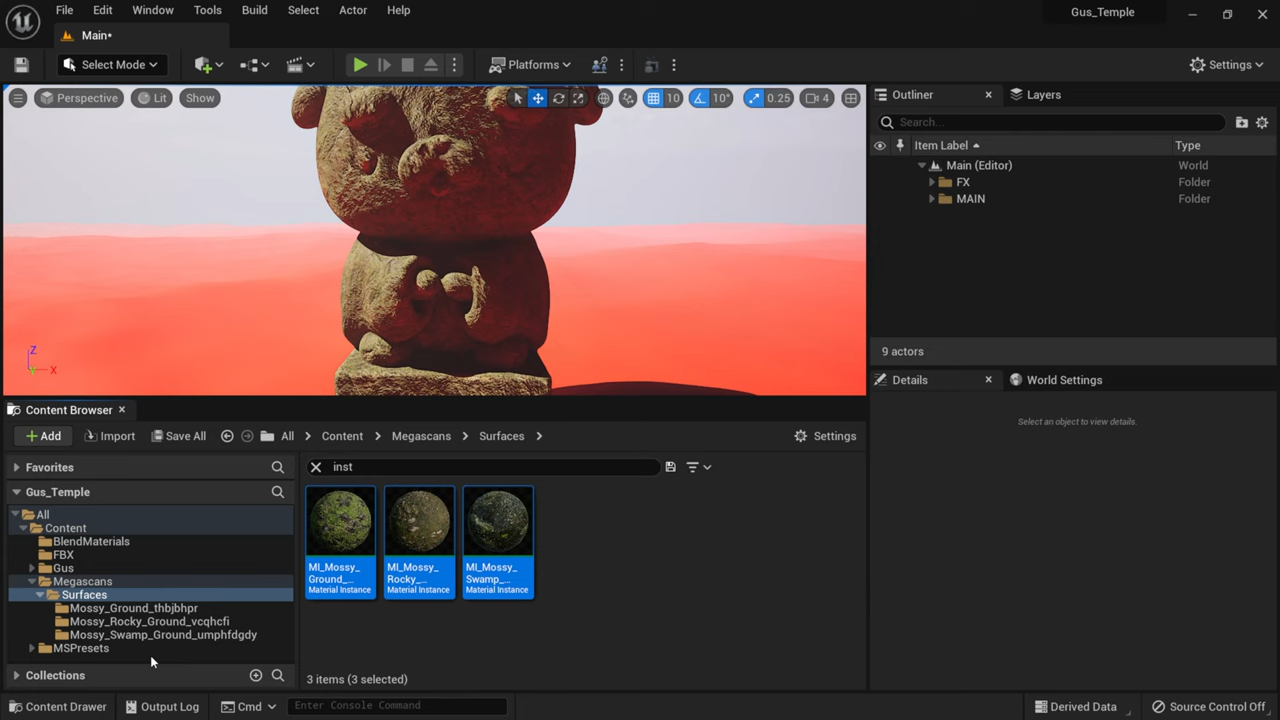 File Edit Window Tools Build Select Actor Help Gus_Temple
Main*
Select Mode Platforms Settings
Perspective Lit Show 10 10° 0.25 4
Outliner Layers
Search...
Item Label Type
Main (Editor) World
FX Folder
MAIN Folder
9 actors
Details World Settings
Select an object to view details.
Z
X
Content Browser
Add Import Save All All Content Megascans Surfaces Settings
Favorites
inst
Gus_Temple
All
Content
BlendMaterials
FBX
Gus
Megascans
Surfaces
Mossy_Ground_thbjbhpr
Mossy_Rocky_Ground_vcqhcfi
Mossy_Swamp_Ground_umphfdgdy
MSPresets
Collections
MI_Mossy_
Ground_...
Material Instance
MI_Mossy_
Rocky_...
Material Instance
MI_Mossy_
Swamp_...
Material Instance
3 items (3 selected)
Content Drawer Output Log Cmd Enter Console Command Derived Data Source Control Off